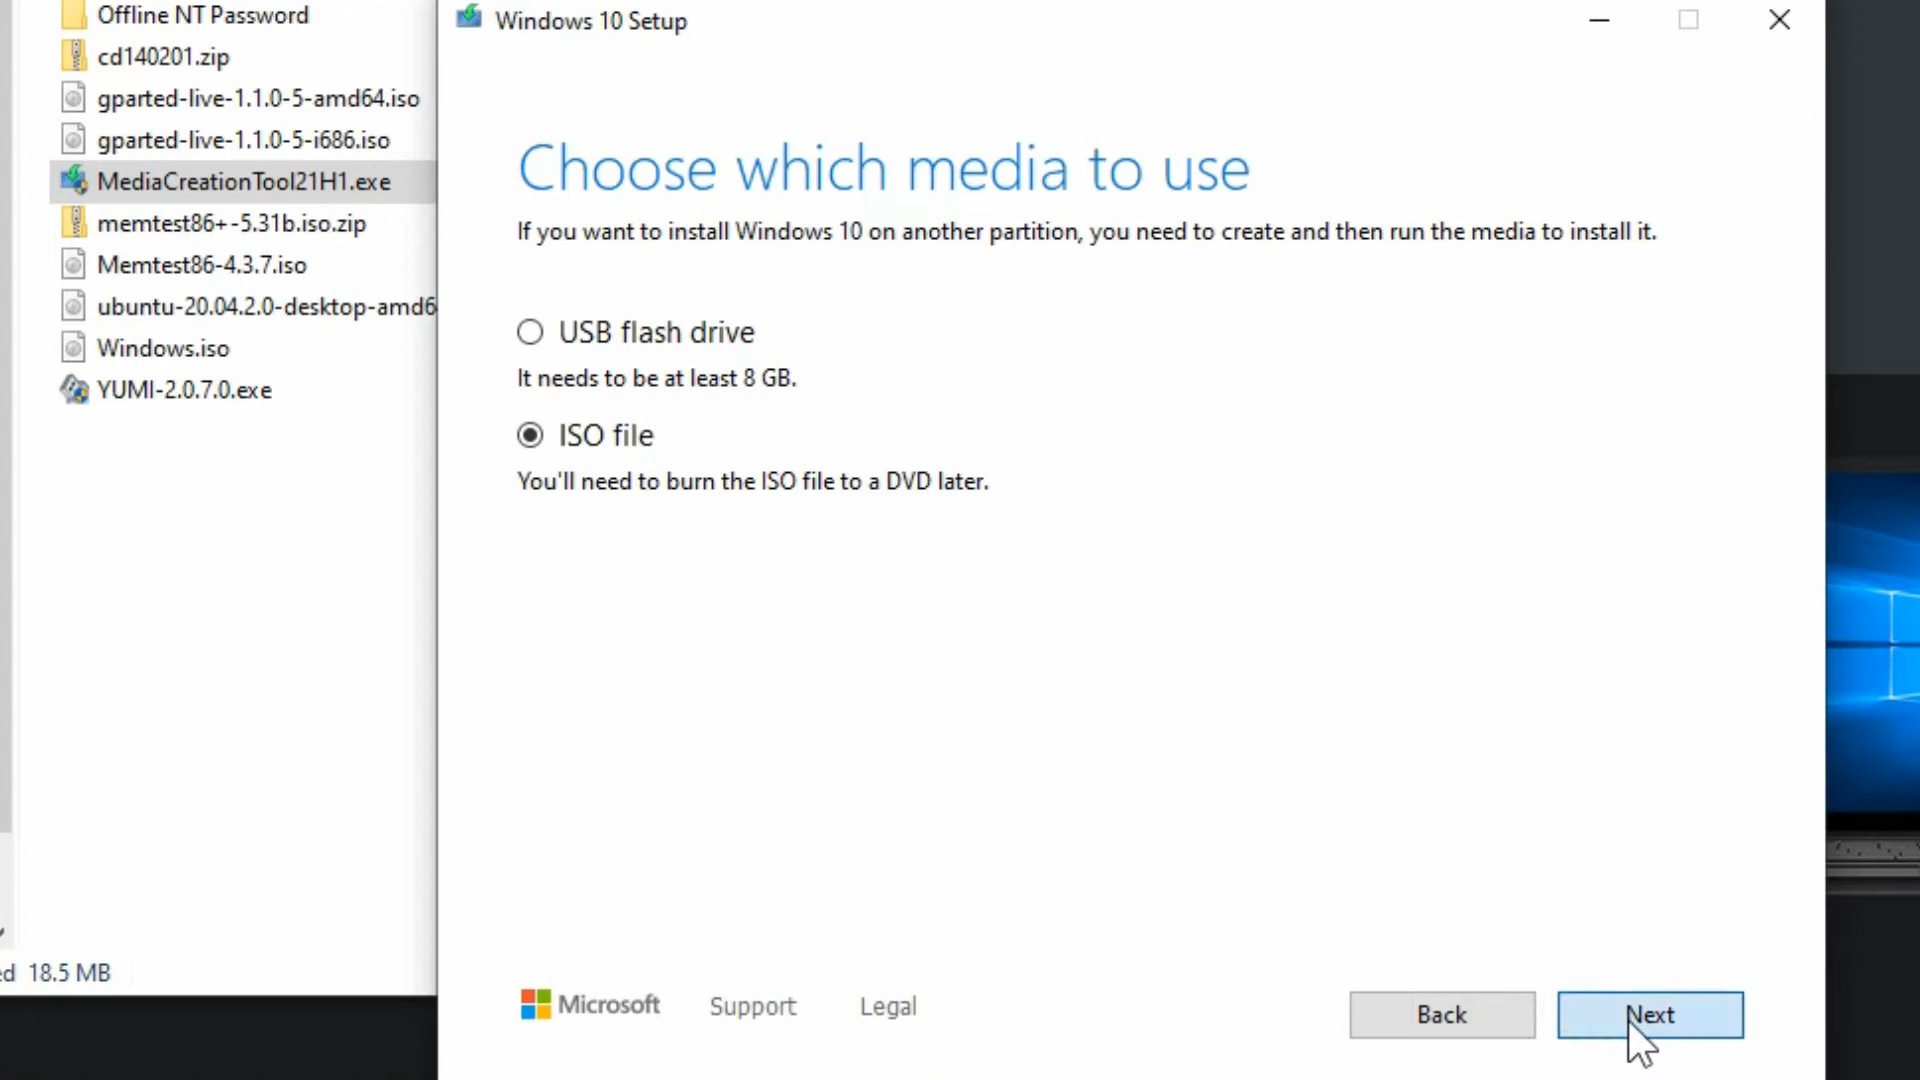 Offline NT Password
cd140201.zip
gparted-live-1.1.0-5-amd64.iso
gparted-live-1.1.0-5-i686.iso
MediaCreationTool21H1.exe
memtest86+-5.31b.iso.zip
Memtest86-4.3.7.iso
ubuntu-20.04.2.0-desktop-amd6
Windows.iso
YUMI-2.0.7.0.exe
ed 18.5 MB
Windows 10 Setup
Choose which media to use
If you want to install Windows 10 on another partition, you need to create and then run the media to install it.
USB flash drive
It needs to be at least 8 GB.
ISO file
You'll need to burn the ISO file to a DVD later.
Microsoft
Support
Legal
Back
Next